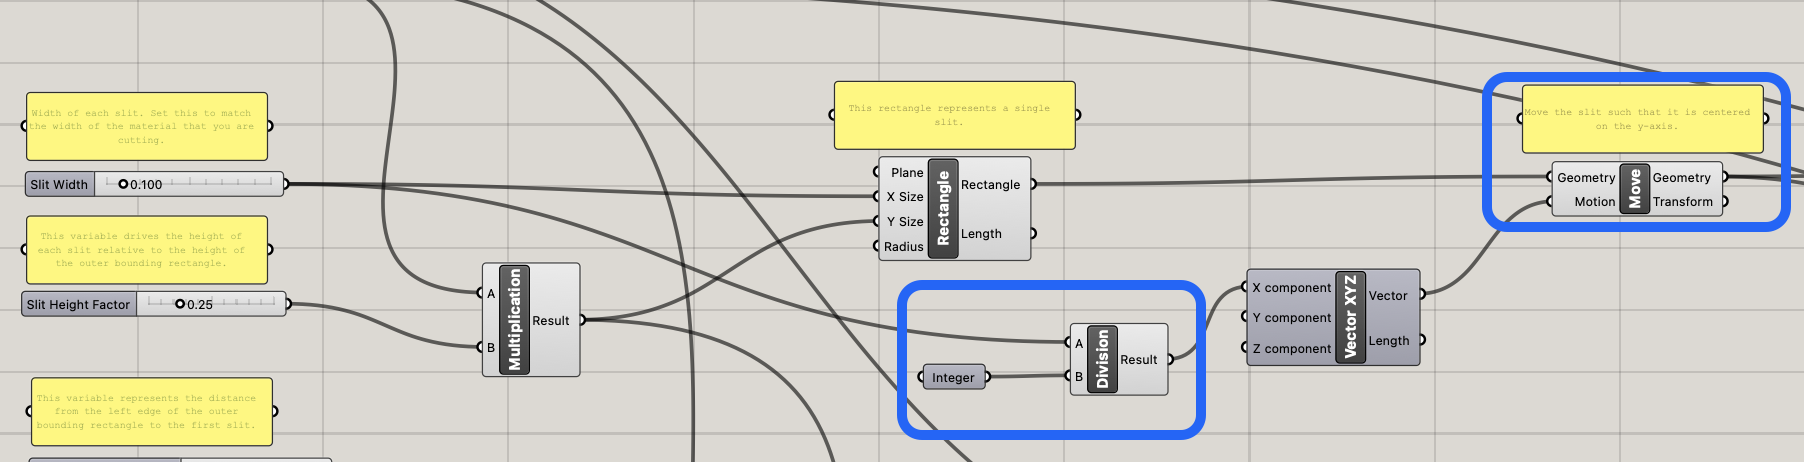 Width of each slit. Set this to match
the width of the material that you are
cutting.
Slit Width
0.100
This variable drives the height of
each slit relative to the height of
the outer bounding rectangle.
Slit Height Factor
0.25
This variable represents the distance
from the left edge of the outer
bounding rectangle to the first slit.
A
B
Multiplication
Result
This rectangle represents a single
slit.
Plane
X Size
Y Size
Radius
Rectangle
Rectangle
Length
Integer
A
B
Division
Result
X component
Y component
Z component
Vector XYZ
Vector
Length
Move the slit such that it is centered
on the y-axis.
Geometry
Motion
Move
Geometry
Transform